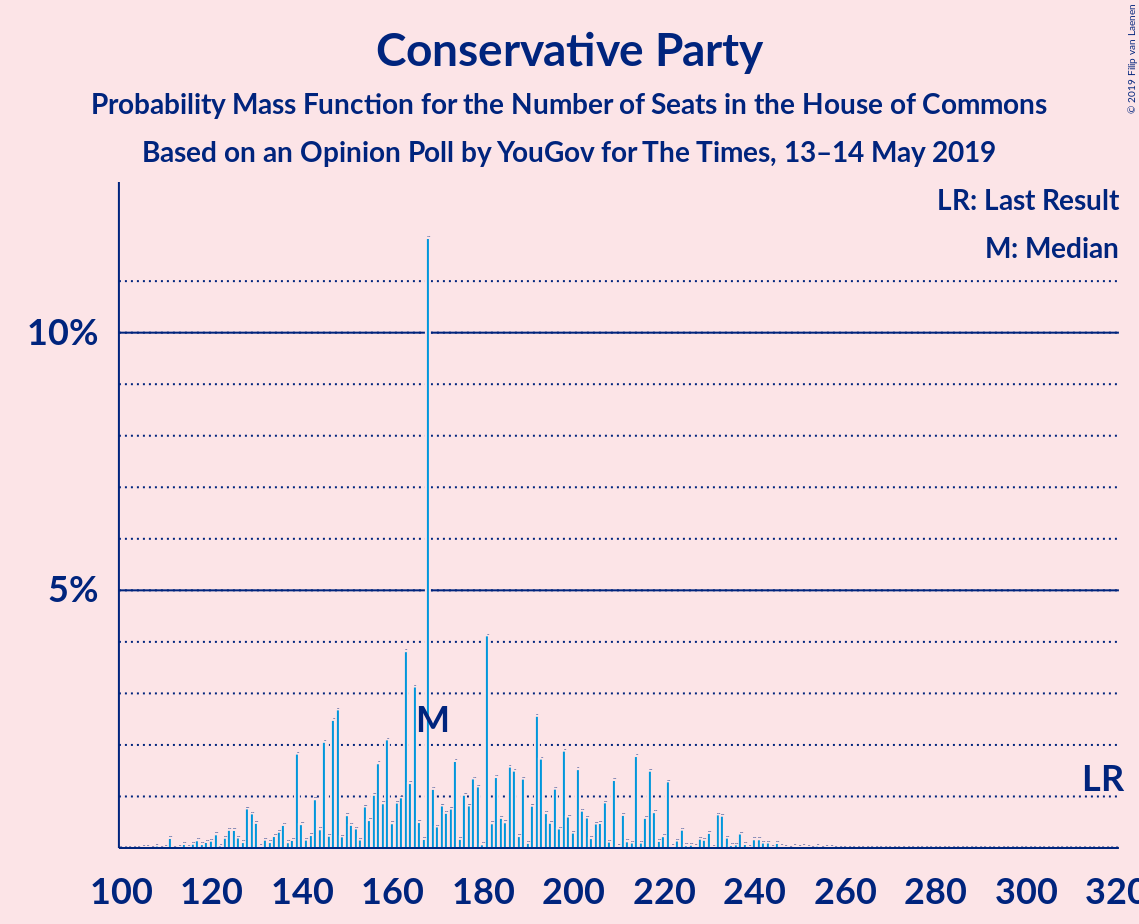 Conservative Party
Probability Mass Function for the Number of Seats in the House of Commons
Based on an Opinion Poll by YouGov for The Times, 13–14 May 2019
© 2019 Filip van Laenen
LR: Last Result
M: Median
10%
5%
M
LR
100 120 140 160 180 200 220 240 260 280 300 320